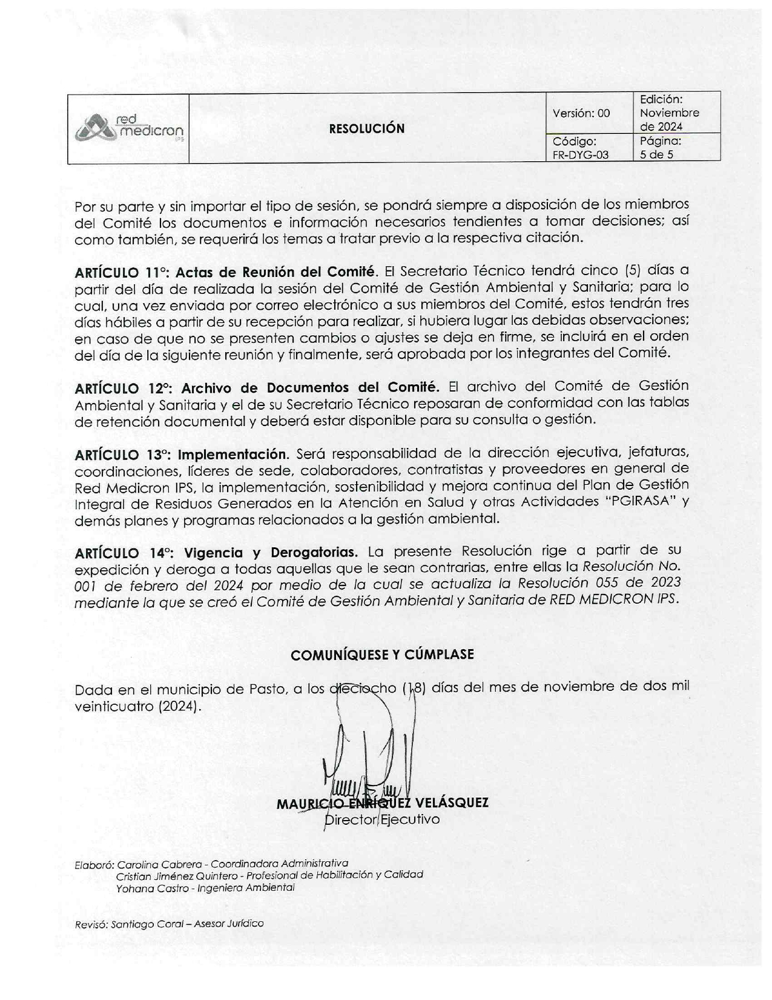 red
medicron
IPS
RESOLUCIÓN
Versión: 00
Edición:
Noviembre
de 2024
Código:
FR-DYG-03
Página:
5 de 5
Por su parte y sin importar el tipo de sesión, se pondrá siempre a disposición de los miembros
del Comité los documentos e información necesarios tendientes a tomar decisiones; así
como también, se requerirá los temas a tratar previo a la respectiva citación.
ARTÍCULO 11°: Actas de Reunión del Comité. El Secretario Técnico tendrá cinco (5) días a
partir del día de realizada la sesión del Comité de Gestión Ambiental y Sanitaria; para lo
cual, una vez enviada por correo electrónico a sus miembros del Comité, estos tendrán tres
días hábiles a partir de su recepción para realizar, si hubiera lugar las debidas observaciones;
en caso de que no se presenten cambios o ajustes se deja en firme, se incluirá en el orden
del día de la siguiente reunión y finalmente, será aprobada por los integrantes del Comité.
ARTÍCULO 12°: Archivo de Documentos del Comité. El archivo del Comité de Gestión
Ambiental y Sanitaria y el de su Secretario Técnico reposaran de conformidad con las tablas
de retención documental y deberá estar disponible para su consulta o gestión.
ARTÍCULO 13°: Implementación. Será responsabilidad de la dirección ejecutiva, jefaturas,
coordinaciones, líderes de sede, colaboradores, contratistas y proveedores en general de
Red Medicron IPS, la implementación, sostenibilidad y mejora continua del Plan de Gestión
Integral de Residuos Generados en la Atención en Salud y otras Actividades “PGIRASA” y
demás planes y programas relacionados a la gestión ambiental.
ARTÍCULO 14°: Vigencia y Derogatorias. La presente Resolución rige a partir de su
expedición y deroga a todas aquellas que le sean contrarias, entre ellas la Resolución No.
001 de febrero del 2024 por medio de la cual se actualiza la Resolución 055 de 2023
mediante la que se creó el Comité de Gestión Ambiental y Sanitaria de RED MEDICRON IPS.
COMUNÍQUESE Y CÚMPLASE
Dada en el municipio de Pasto, a los dieciocho (18) días del mes de noviembre de dos mil
veinticuatro (2024).
MAURICIO ENRÍQUEZ VELÁSQUEZ
Director Ejecutivo
Elaboró: Carolina Cabrera - Coordinadora Administrativa
Cristian Jiménez Quintero - Profesional de Habilitación y Calidad
Yohana Castro - Ingeniera Ambiental
Revisó: Santiago Coral – Asesor Jurídico